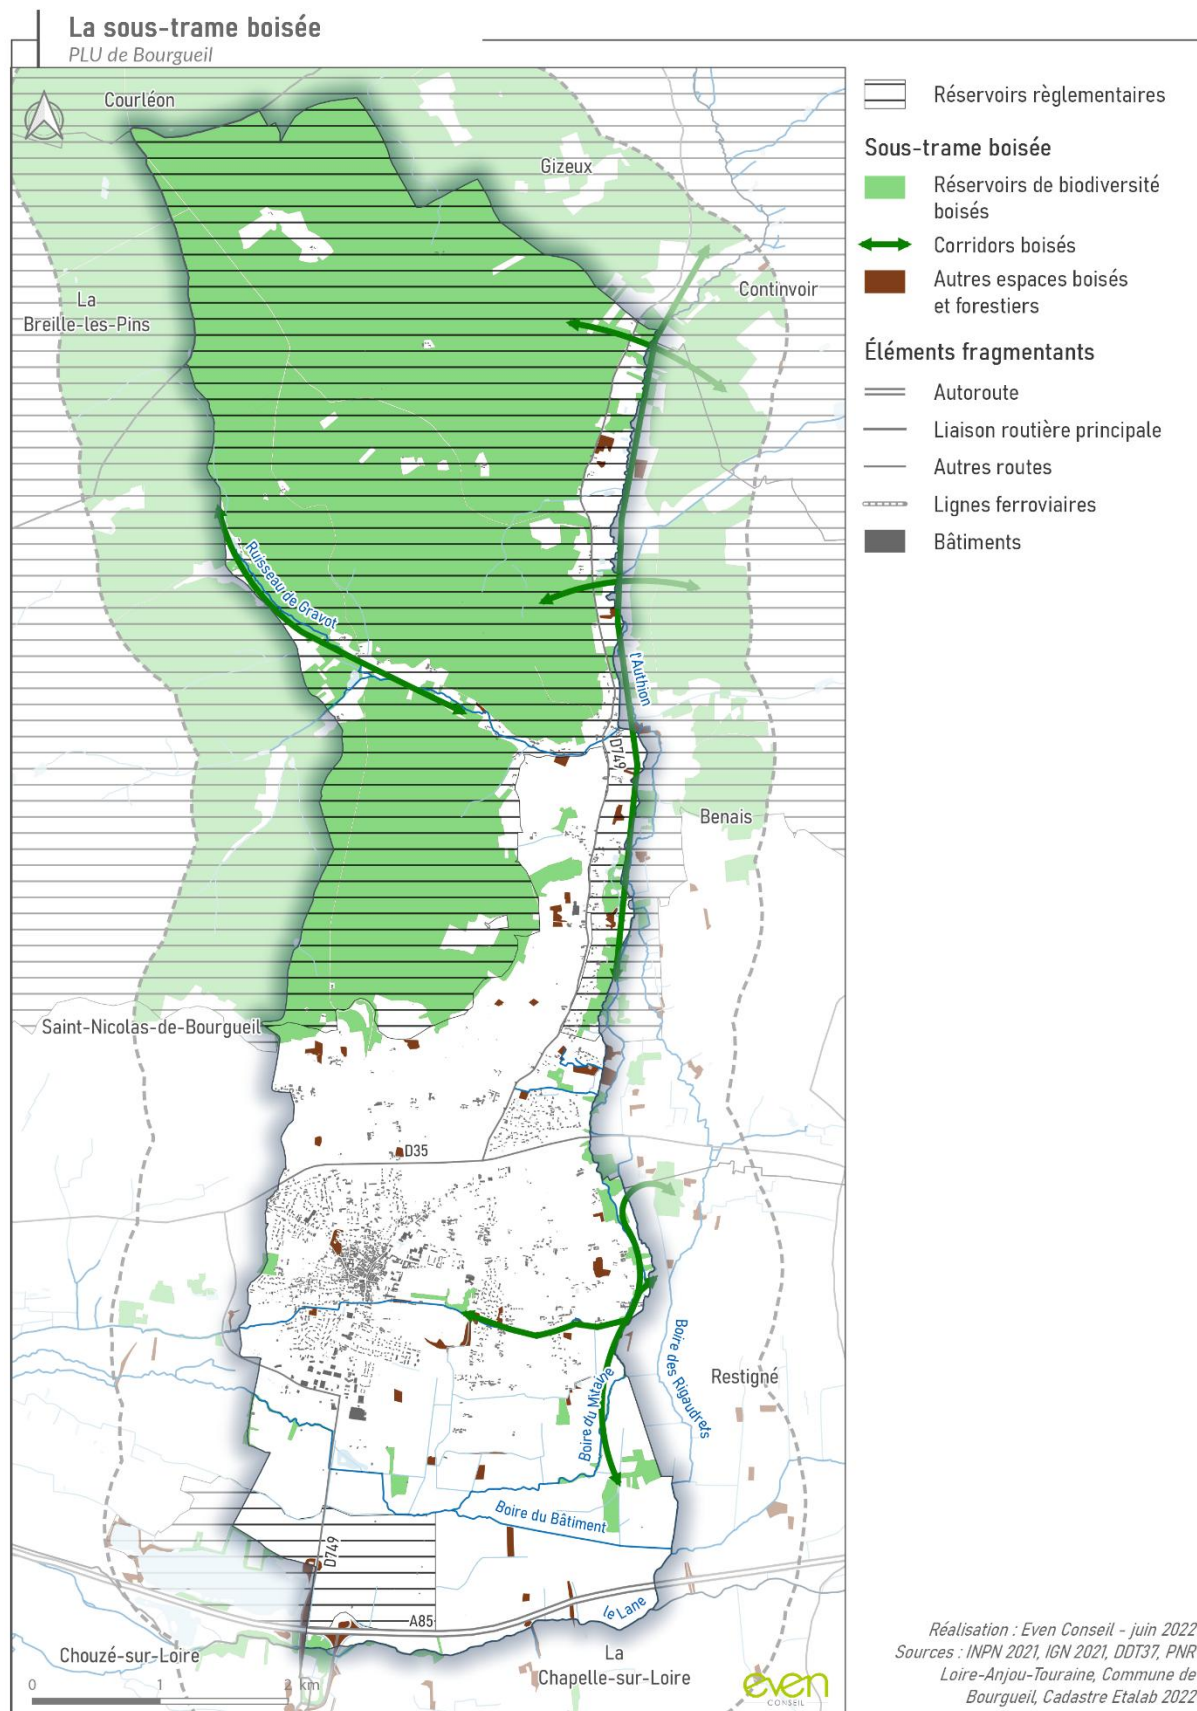 La sous-trame boisée
PLU de Bourgueil
Courléon
Gizeux
La
Breille-les-Pins
Continvoir
Ruisseau de Gravot
l'Authion
D749
Benais
Saint-Nicolas-de-Bourgueil
D35
Boire du Mitaine
Boire des Rigaudrets
Restigné
Boire du Bâtiment
D749
A85
le Lane
Chouzé-sur-Loire
La
Chapelle-sur-Loire
0 1 2 km
even
CONSEIL
Réservoirs règlementaires
Sous-trame boisée
Réservoirs de biodiversité
boisés
Corridors boisés
Autres espaces boisés
et forestiers
Éléments fragmentants
Autoroute
Liaison routière principale
Autres routes
Lignes ferroviaires
Bâtiments
Réalisation : Even Conseil - juin 2022
Sources : INPN 2021, IGN 2021, DDT37, PNR
Loire-Anjou-Touraine, Commune de
Bourgueil, Cadastre Etalab 2022